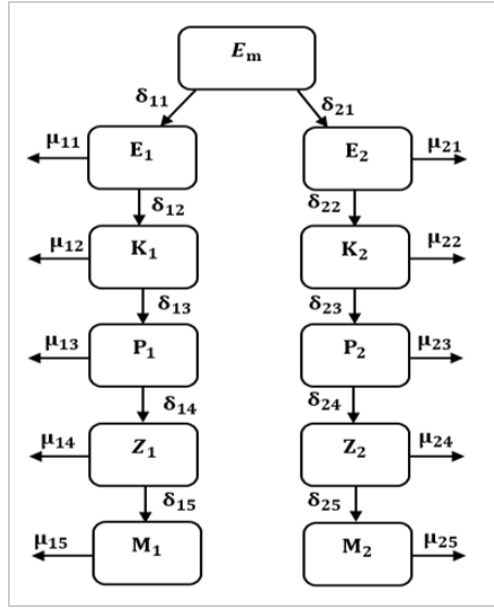 E_m
δ₁₁ δ₂₁
μ₁₁ E₁ E₂ μ₂₁
δ₁₂ δ₂₂
μ₁₂ K₁ K₂ μ₂₂
δ₁₃ δ₂₃
μ₁₃ P₁ P₂ μ₂₃
δ₁₄ δ₂₄
μ₁₄ Z₁ Z₂ μ₂₄
δ₁₅ δ₂₅
μ₁₅ M₁ M₂ μ₂₅